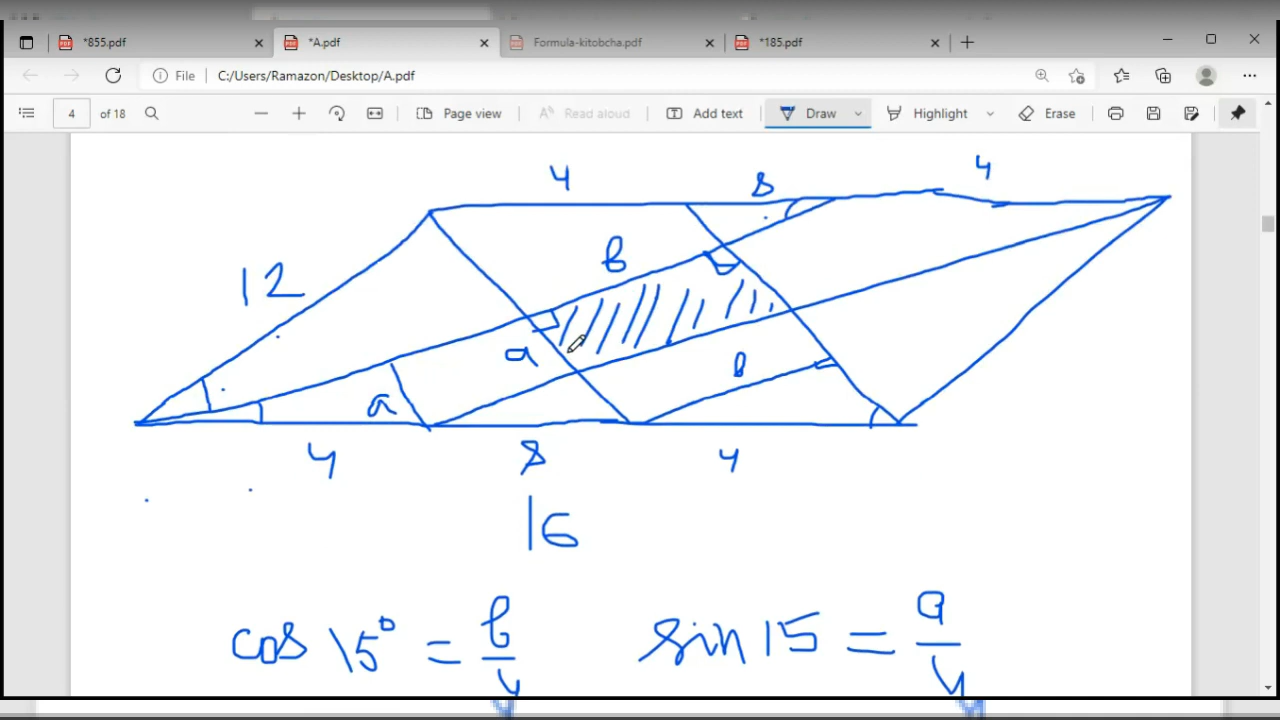 *855.pdf *A.pdf Formula-kitobcha.pdf *185.pdf
File C:/Users/Ramazon/Desktop/A.pdf
4 of 18 Page view Read aloud Add text Draw Highlight Erase
4 8 4
12 b
a b
a
4 8 4
16
cos 15° = b/4 sin 15 = a/4